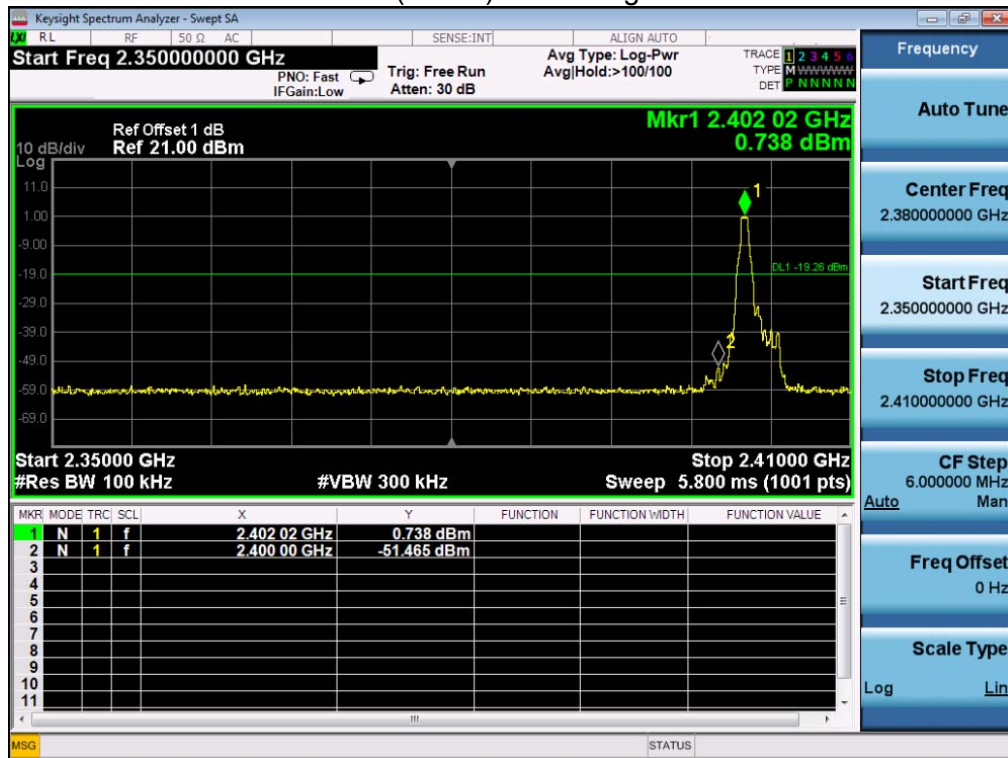 Keysight Spectrum Analyzer - Swept SA
LXI RL RF 50 Ω AC SENSE:INT ALIGN AUTO
Start Freq 2.350000000 GHz
PNO: Fast
IFGain:Low
Trig: Free Run
Atten: 30 dB
Avg Type: Log-Pwr
Avg|Hold:>100/100
TRACE 1 2 3 4 5 6
TYPE M WWWWW
DET P N N N N N
Mkr1 2.402 02 GHz
0.738 dBm
Ref Offset 1 dB
10 dB/div Ref 21.00 dBm
Log
11.0
1.00
-9.00
-19.0
-29.0
-39.0
-49.0
-59.0
-69.0
1
DL1 -19.26 dBm
2
Start 2.35000 GHz Stop 2.41000 GHz
#Res BW 100 kHz #VBW 300 kHz Sweep 5.800 ms (1001 pts)
MKR MODE TRC SCL X Y FUNCTION FUNCTION WIDTH FUNCTION VALUE
1 N 1 f 2.402 02 GHz 0.738 dBm
2 N 1 f 2.400 00 GHz -51.465 dBm
3
4
5
6
7
8
9
10
11
MSG STATUS
Frequency
Auto Tune
Center Freq
2.380000000 GHz
Start Freq
2.350000000 GHz
Stop Freq
2.410000000 GHz
CF Step
6.000000 MHz
Auto Man
Freq Offset
0 Hz
Scale Type
Log Lin